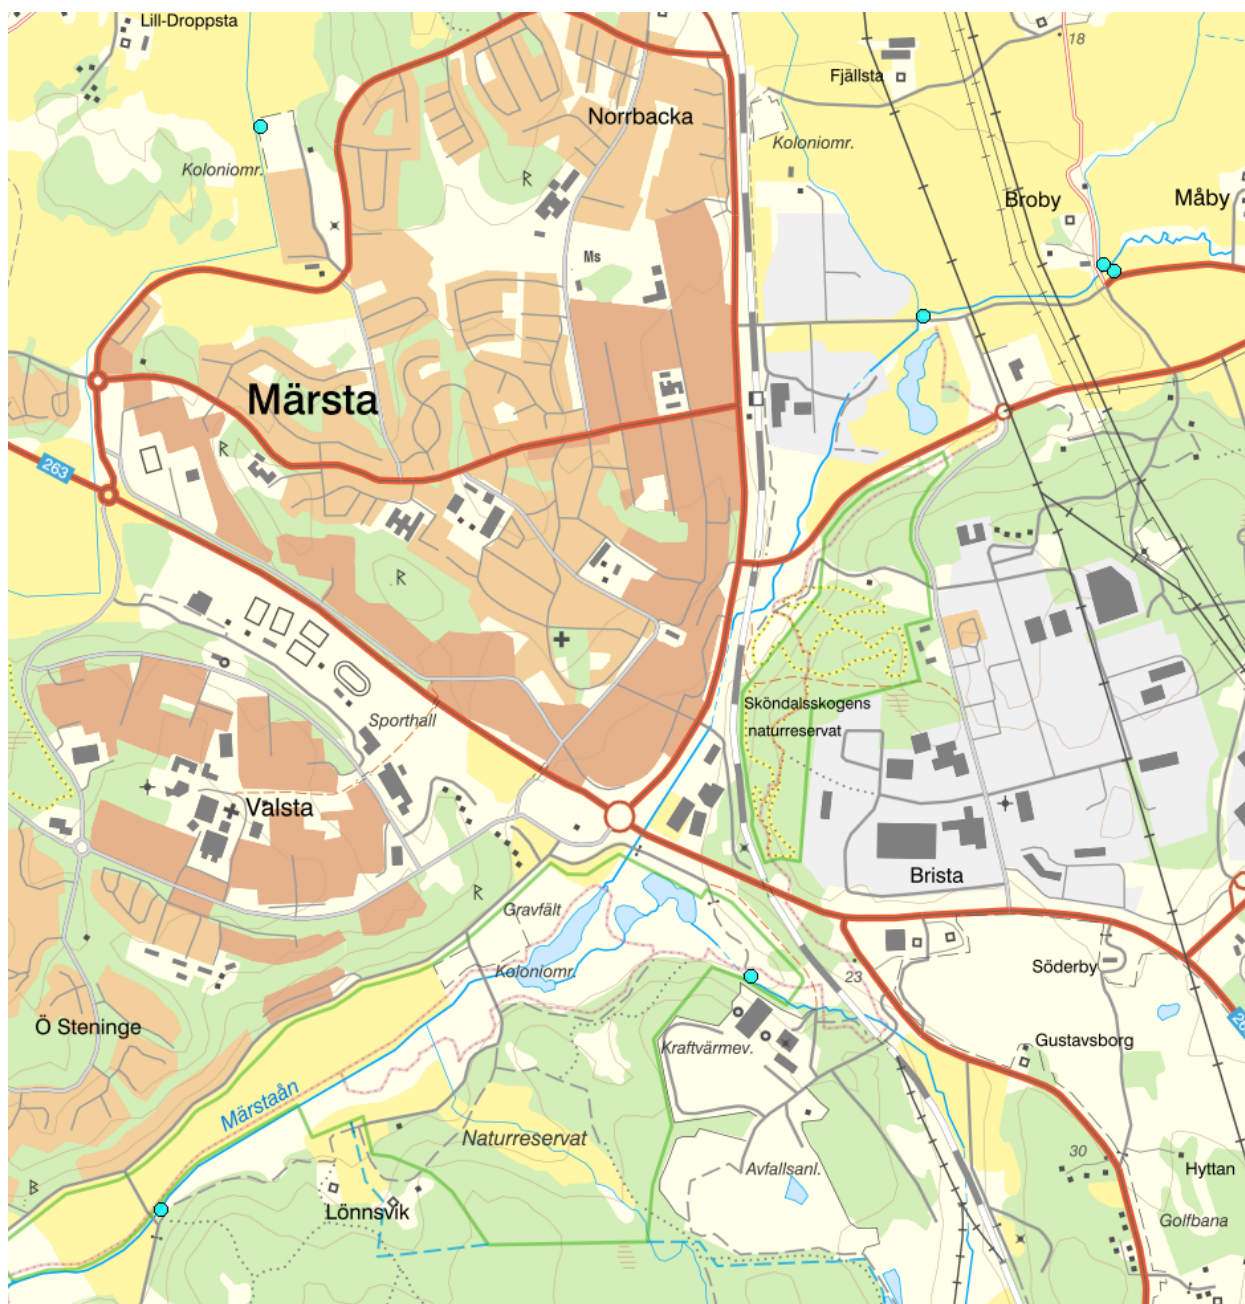 Lill-Droppsta
18
Fjällsta
Norrbacka
Koloniomr.
Koloniomr.
R
Broby
Måby
Ms
Märsta
R
263
R
Sköndalsskogens
naturreservat
Sporthall
Valsta
Brista
R
Gravfält
Koloniomr.
23
Söderby
Ö Steninge
Kraftvärmev.
Gustavsborg
Märstaån
Naturreservat
30
Avfallsanl.
Hyttan
B
Lönnsvik
Golfbana